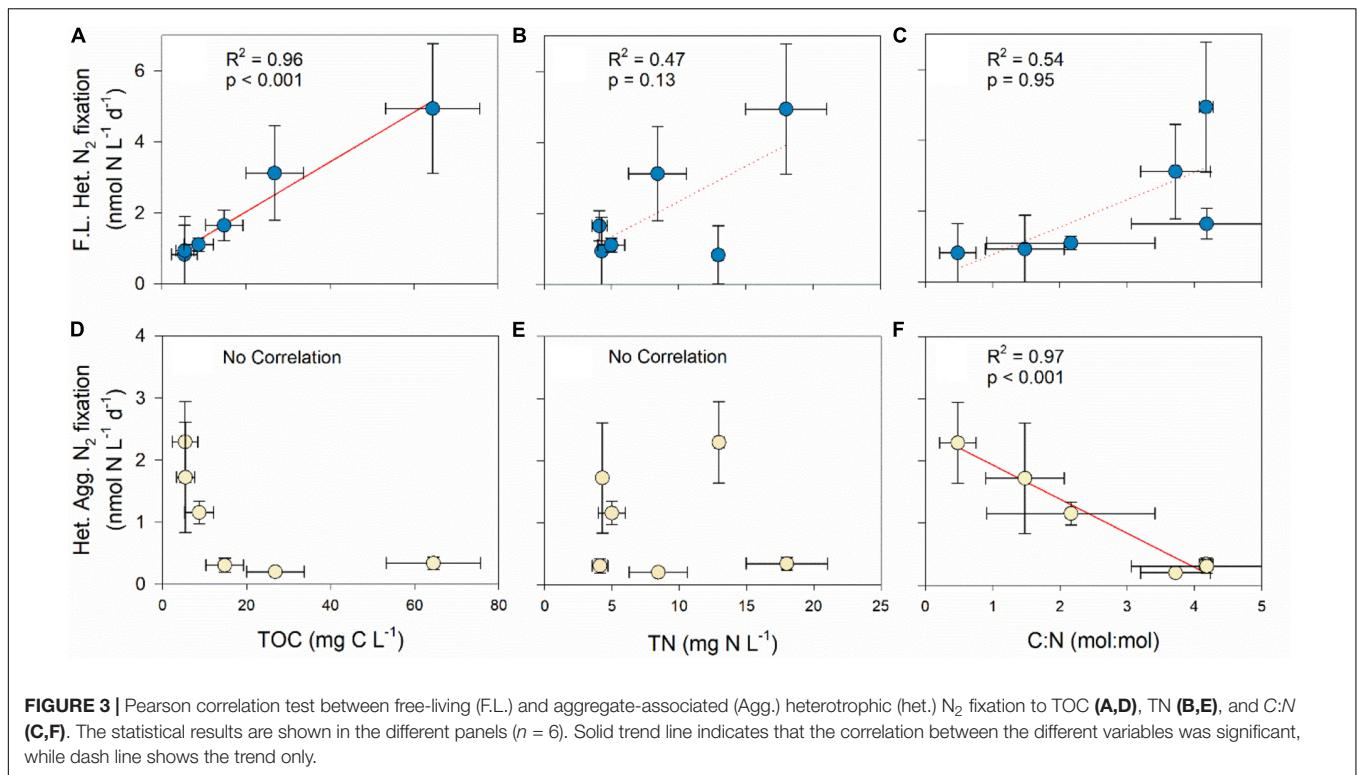 A
B
C
R² = 0.96
p < 0.001
R² = 0.47
p = 0.13
R² = 0.54
p = 0.95
F.L. Het. N₂ fixation
(nmol N L⁻¹ d⁻¹)
6
4
2
0
0 5 10 15 20 25
D
E
F
No Correlation
No Correlation
R² = 0.97
p < 0.001
Het. Agg. N₂ fixation
(nmol N L⁻¹ d⁻¹)
4
3
2
1
0
0 20 40 60 80
0 5 10 15 20 25
0 1 2 3 4 5
TOC (mg C L⁻¹)
TN (mg N L⁻¹)
C:N (mol:mol)
FIGURE 3 | Pearson correlation test between free-living (F.L.) and aggregate-associated (Agg.) heterotrophic (het.) N₂ fixation to TOC (A,D), TN (B,E), and C:N
(C,F). The statistical results are shown in the different panels (n = 6). Solid trend line indicates that the correlation between the different variables was significant,
while dash line shows the trend only.